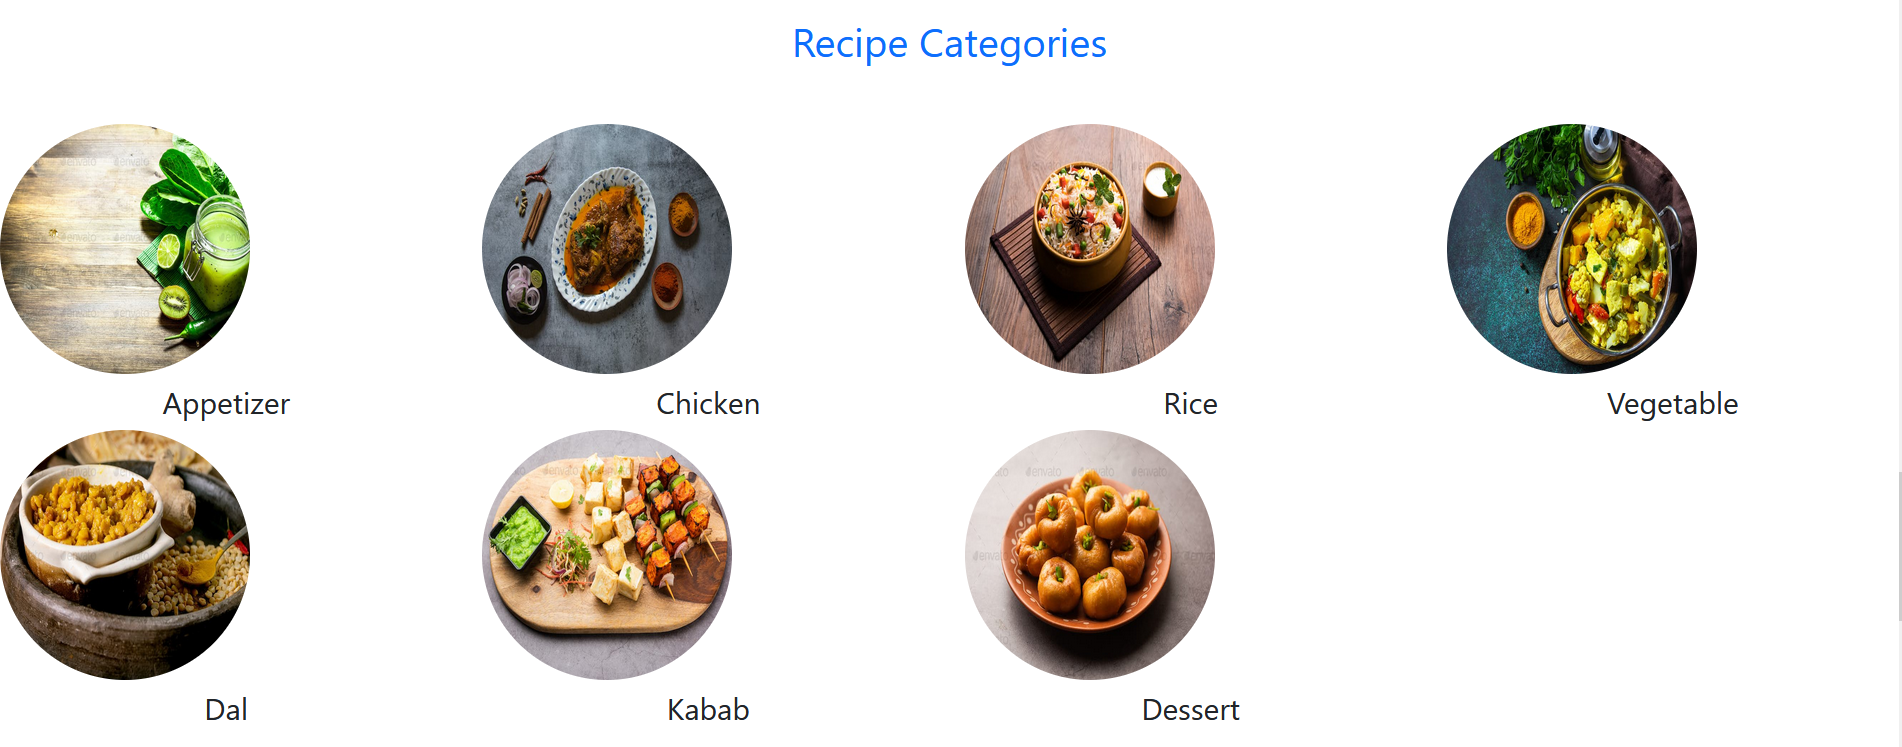 Recipe Categories
Appetizer
Chicken
Rice
Vegetable
Dal
Kabab
Dessert